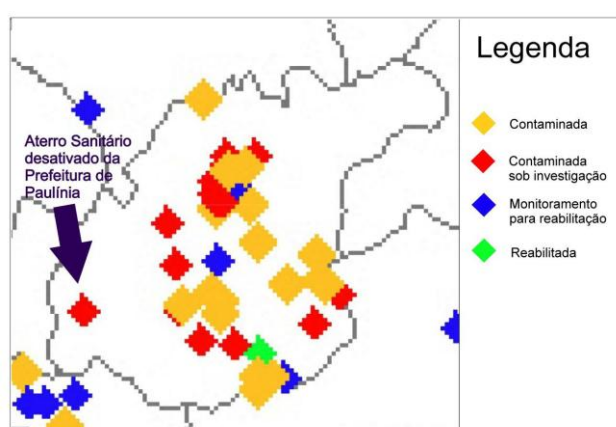 Aterro Sanitário
desativado da
Prefeitura de
Paulínia
Legenda
Contaminada
Contaminada
sob investigação
Monitoramento
para reabilitação
Reabilitada